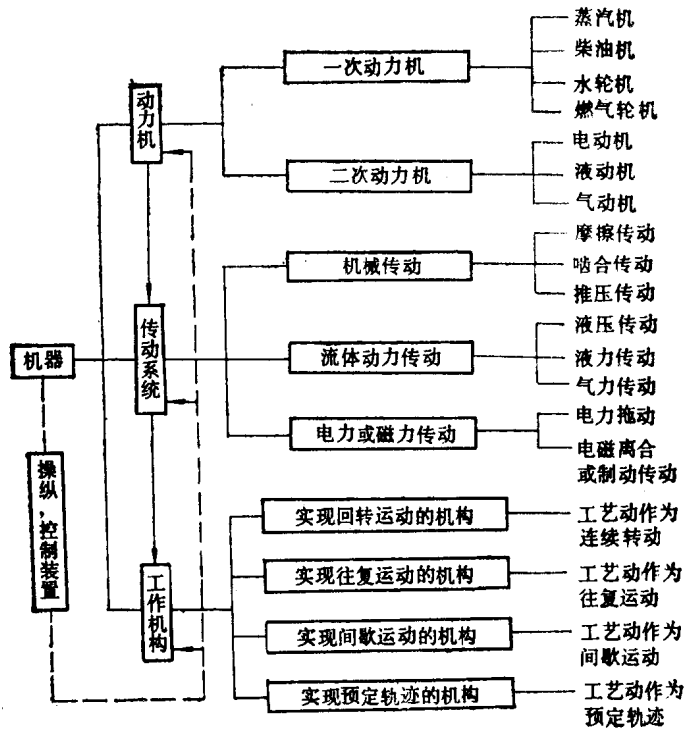 机器
操纵,控制装置
动力机
传动系统
工作机构
一次动力机
蒸汽机
柴油机
水轮机
燃气轮机
二次动力机
电动机
液动机
气动机
机械传动
摩擦传动
啮合传动
推压传动
流体动力传动
液压传动
液力传动
气力传动
电力或磁力传动
电力拖动
电磁离合
或制动传动
实现回转运动的机构
工艺动作为
连续转动
实现往复运动的机构
工艺动作为
往复运动
实现间歇运动的机构
工艺动作为
间歇运动
实现预定轨迹的机构
工艺动作为
预定轨迹